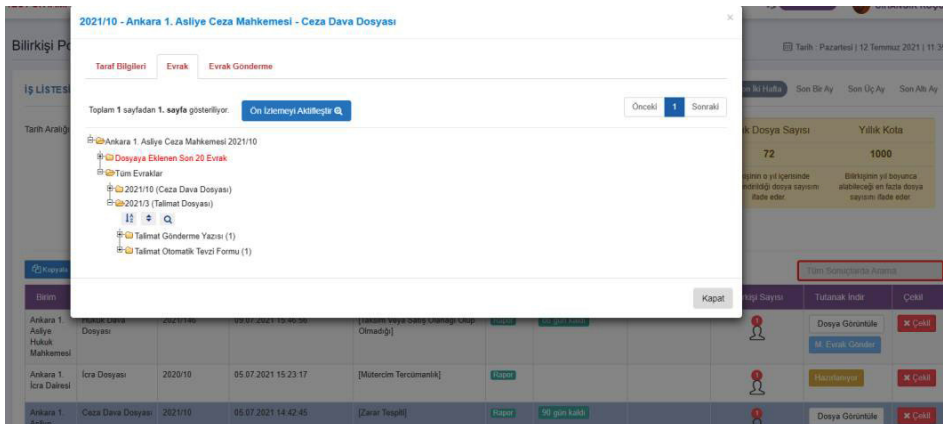 2021/10 - Ankara 1. Asliye Ceza Mahkemesi - Ceza Dava Dosyası
×
Bilirkişi Po
Tarih : Pazartesi | 12 Temmuz 2021 | 11:3
Taraf Bilgileri Evrak Evrak Gönderme
İŞ LİSTESİ
Son İki Hafta Son Bir Ay Son Üç Ay Son Altı Ay
Toplam 1 sayfadan 1. sayfa gösteriliyor. Ön İzlemeyi Aktifleştir
Önceki 1 Sonraki
Tarih Aralığı
Dosya Sayısı Yıllık Kota
72 1000
Ankara 1. Asliye Ceza Mahkemesi 2021/10
Dosyaya Eklenen Son 20 Evrak
Tüm Evraklar
2021/10 (Ceza Dava Dosyası)
2021/3 (Talimat Dosyası)
Talimat Gönderme Yazısı (1)
Talimat Otomatik Tevzi Formu (1)
Bilirkişinin yıl boyunca
alabileceği en fazla dosya
sayısını ifade eder.
Kopyala
Tüm Sonuçlarda Arama
Kapat
Birim
Sayısı Tutanak İndir Çekil
Ankara 1. Asliye Hukuk Mahkemesi
Hukuk Dava Dosyası
2021/146
09.07.2021 15:46:56
Olmadığı]
Rapor
Dosya Görüntüle
M. Evrak Gönder
Çekil
Ankara 1. İcra Dairesi
İcra Dosyası
2020/10
05.07.2021 15:23:17
[Mütercim Tercümanlık]
Rapor
Hazırlanıyor
Çekil
Ankara 1.
Ceza Dava Dosyası
2021/10
05.07.2021 14:42:45
[Zarar Tespiti]
Rapor
90 gün kaldı
Dosya Görüntüle
Çekil